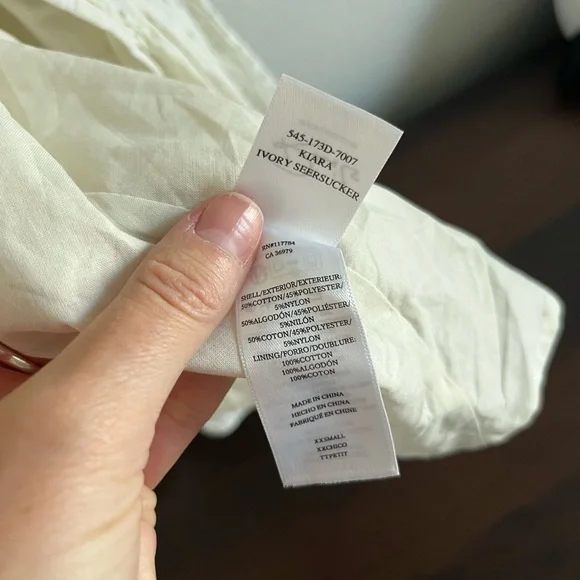 545-173D-7007
KIARA
IVORY SEERSUCKER
RN#117784
CA 36979
SHELL/EXTERIOR/EXTERIEUR:
50%COTTON/45%POLYESTER/
5%NYLON
50%ALGODÓN/45%POLIÉSTER/
5%NILÓN
50%COTON/45%POLYESTER/
5%NYLON
LINING/FORRO/DOUBLURE:
100%COTTON
100%ALGODÓN
100%COTON
MADE IN CHINA
HECHO EN CHINA
FABRIQUÉ EN CHINE
XXSMALL
XXCHICO
TTPETIT